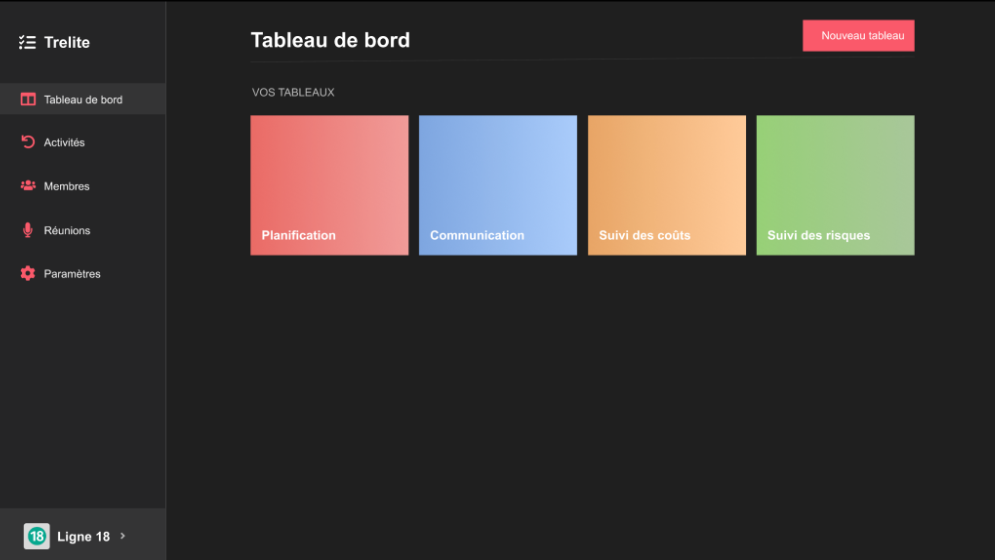 Trelite
Tableau de bord
Activités
Membres
Réunions
Paramètres
18
Ligne 18
Tableau de bord
Nouveau tableau
VOS TABLEAUX
Planification
Communication
Suivi des coûts
Suivi des risques